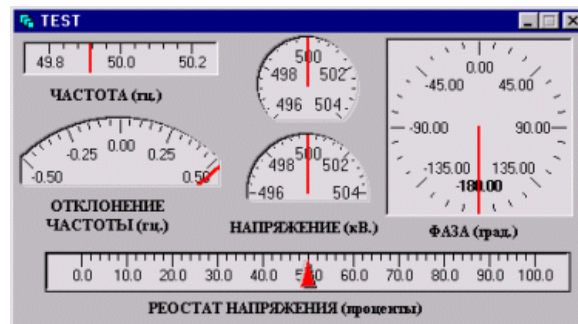 TEST
49.8 50.0 50.2
ЧАСТОТА (гц.)
-0.50 -0.25 0.00 0.25 0.50
ОТКЛОНЕНИЕ
ЧАСТОТЫ (гц.)
496 498 500 502 504
-496 498 500 502 504-
НАПРЯЖЕНИЕ (кВ.)
0.00
-45.00 45.00
-90.00 90.00
-135.00 135.00
-180.00
ФАЗА (град.)
0.0 10.0 20.0 30.0 40.0 50.0 60.0 70.0 80.0 90.0 100.0
РЕОСТАТ НАПРЯЖЕНИЯ (проценты)